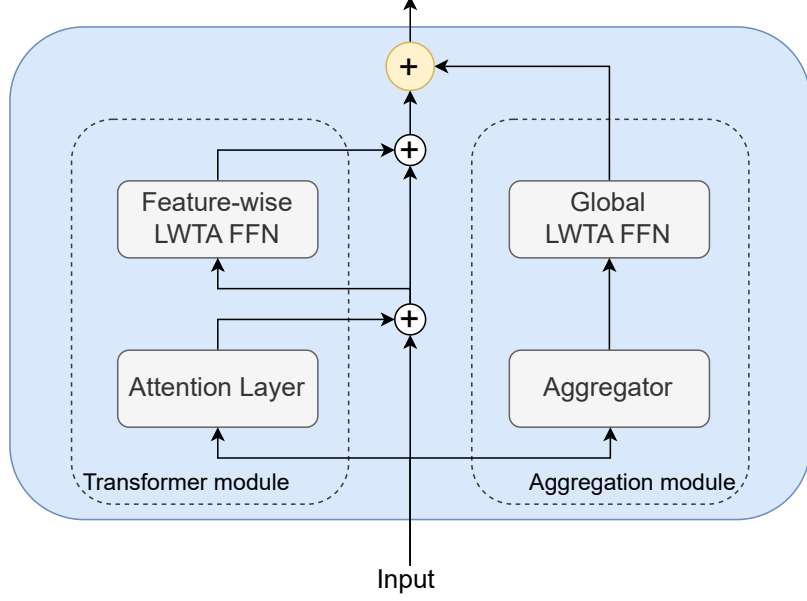 +
+
Feature-wise
LWTA FFN
Global
LWTA FFN
+
Attention Layer
Aggregator
Transformer module
Aggregation module
Input